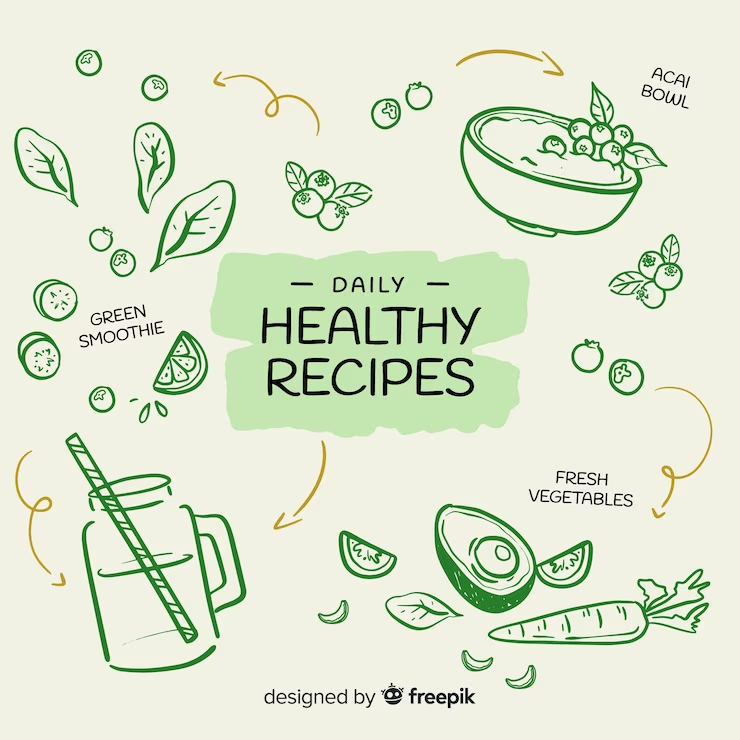 ACAI
BOWL
— DAILY —
HEALTHY
RECIPES
GREEN
SMOOTHIE
FRESH
VEGETABLES
designed by freepik